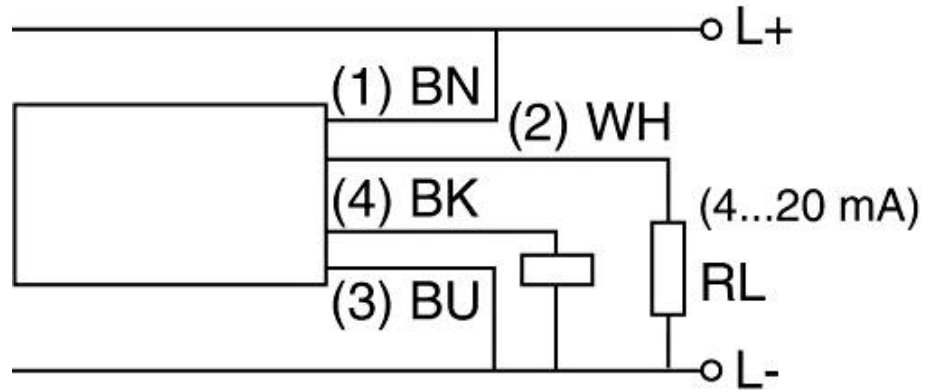 L+
(1) BN
(2) WH
(4) BK
(4...20 mA)
RL
(3) BU
L-